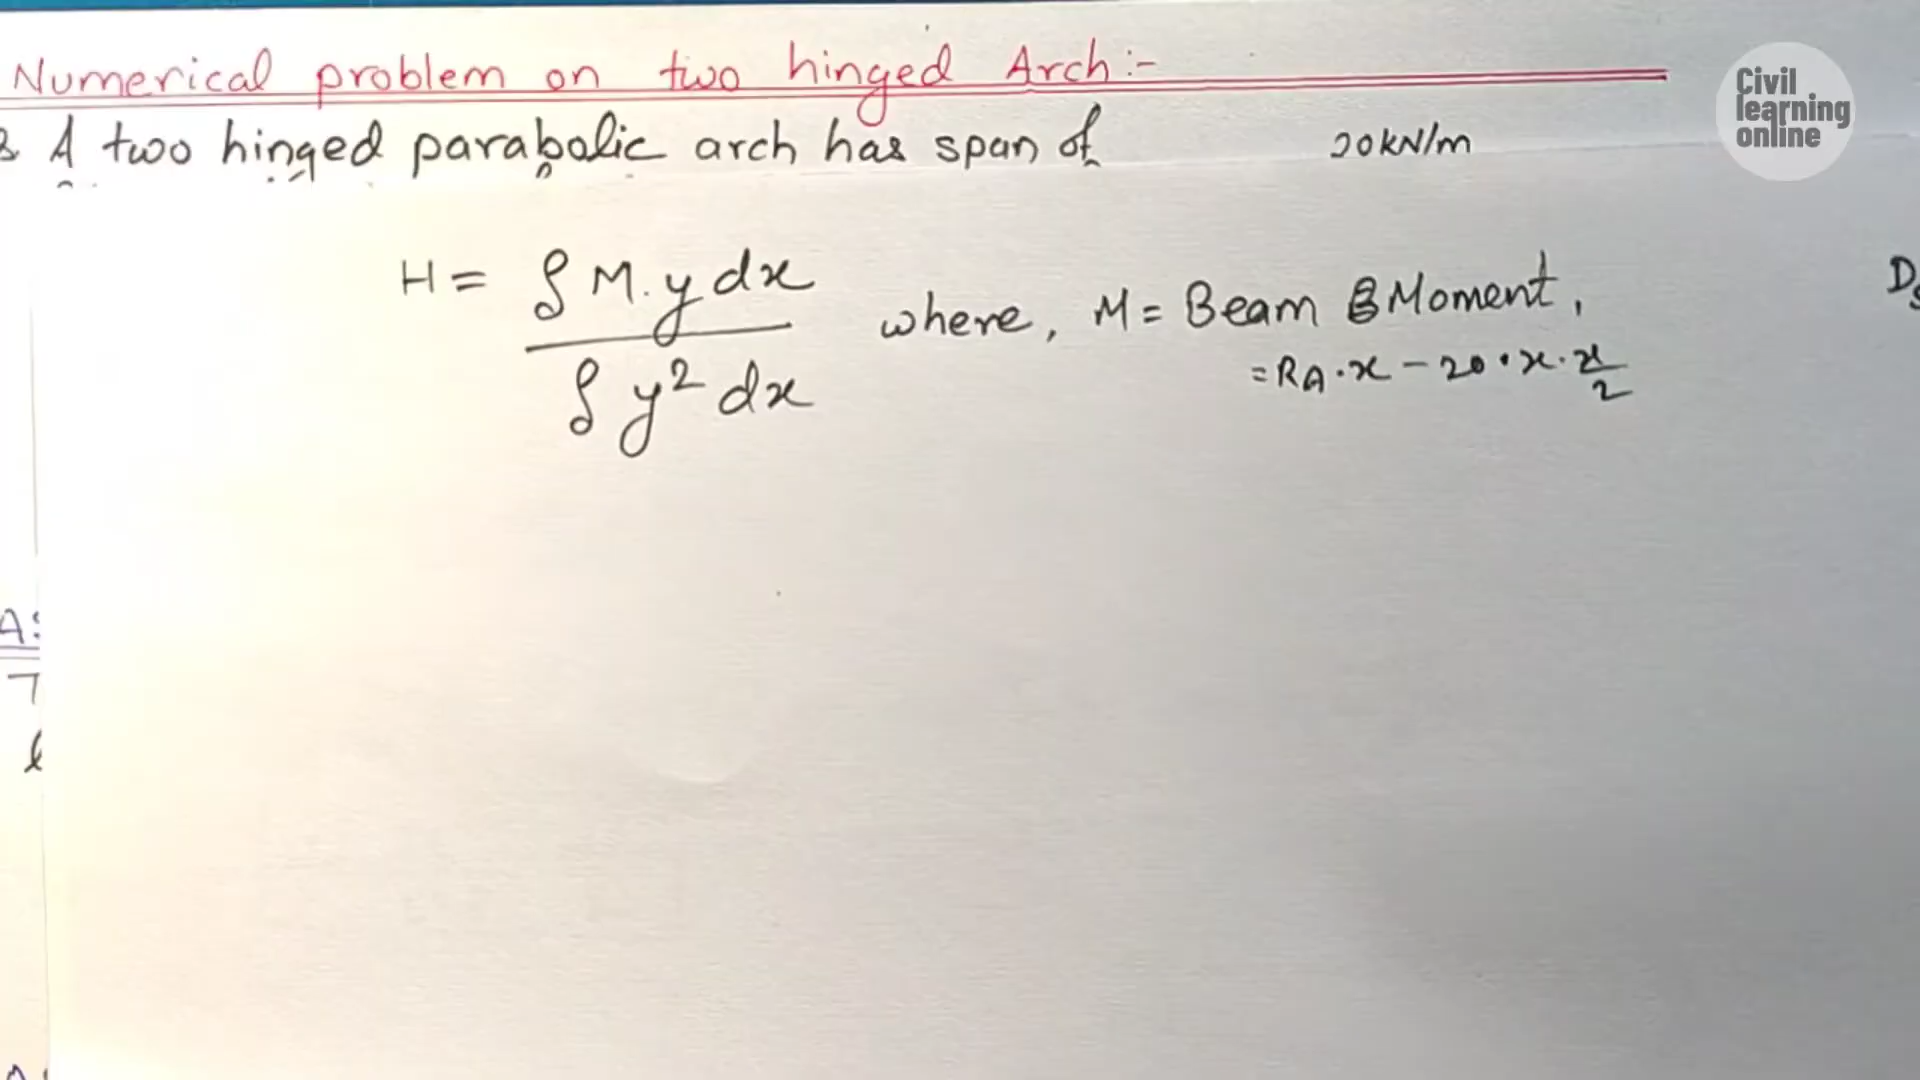 Numerical problem on two hinged Arch:-
A two hinged parabolic arch has span of
20kN/m
Civil
learning
online
H = ∫ M. y dx
∫ y² dx
where, M = Beam BMoment,
= RA·x - 20·x·x/2
A: